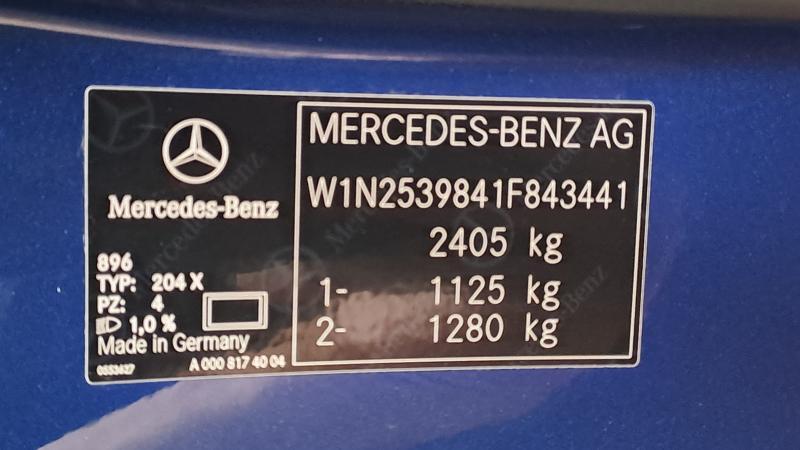 Mercedes-Benz
896
TYP: 204 X
PZ: 4
1,0 %
Made in Germany
0553627
A 000 817 40 04
MERCEDES-BENZ AG
W1N2539841F843441
2405 kg
1- 1125 kg
2- 1280 kg